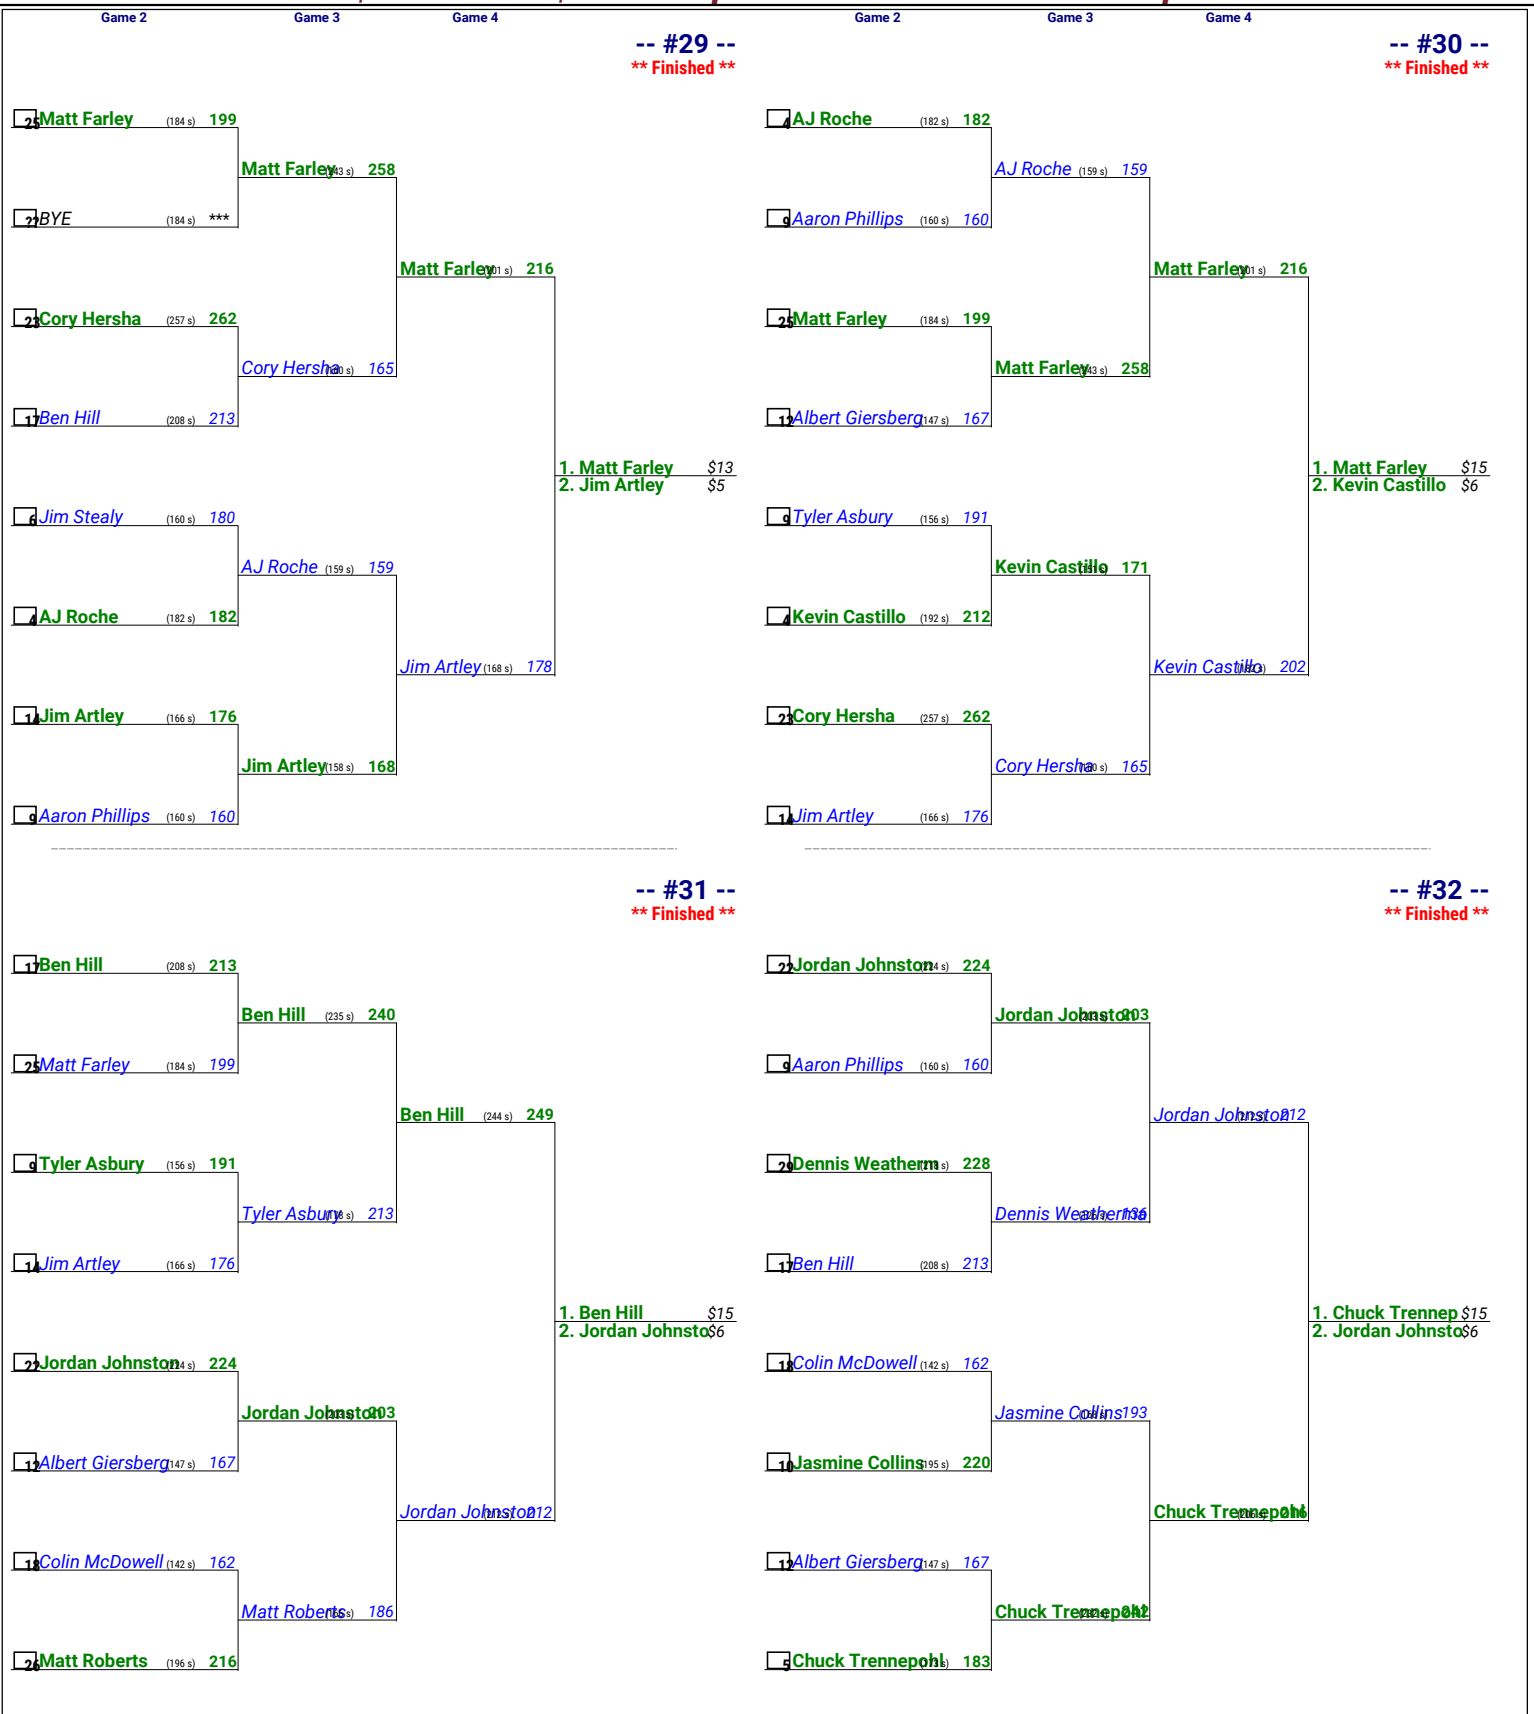 Game 2 Game 3 Game 4 Game 2 Game 3 Game 4
-- #29 --
** Finished **
25 Matt Farley (184 s) 199
Matt Farley 258
?? BYE (184 s) ***
Matt Farley 216
23 Cory Hersha (257 s) 262
Cory Hersha 165
17 Ben Hill (208 s) 213
1. Matt Farley $13
2. Jim Artley $5
6 Jim Stealy (160 s) 180
AJ Roche (159 s) 159
4 AJ Roche (182 s) 182
Jim Artley (168 s) 178
14 Jim Artley (166 s) 176
Jim Artley (158 s) 168
9 Aaron Phillips (160 s) 160
-- #30 --
** Finished **
4 AJ Roche (182 s) 182
AJ Roche (159 s) 159
9 Aaron Phillips (160 s) 160
Matt Farley 216
25 Matt Farley (184 s) 199
Matt Farley 258
12 Albert Giersberg (147 s) 167
1. Matt Farley $15
2. Kevin Castillo $6
9 Tyler Asbury (156 s) 191
Kevin Castillo 171
4 Kevin Castillo (192 s) 212
Kevin Castillo 202
23 Cory Hersha (257 s) 262
Cory Hersha 165
14 Jim Artley (166 s) 176
-- #31 --
** Finished **
17 Ben Hill (208 s) 213
Ben Hill (235 s) 240
25 Matt Farley (184 s) 199
Ben Hill (244 s) 249
9 Tyler Asbury (156 s) 191
Tyler Asbury 213
14 Jim Artley (166 s) 176
1. Ben Hill $15
2. Jordan Johnsto $6
22 Jordan Johnston 224
Jordan Johnston 203
12 Albert Giersberg (147 s) 167
Jordan Johnston 212
18 Colin McDowell (142 s) 162
Matt Roberts 186
26 Matt Roberts (196 s) 216
-- #32 --
** Finished **
22 Jordan Johnston 224
Jordan Johnston 203
9 Aaron Phillips (160 s) 160
Jordan Johnston 212
29 Dennis Weatherm 228
Dennis Weatherma 136
17 Ben Hill (208 s) 213
1. Chuck Trennep $15
2. Jordan Johnsto $6
18 Colin McDowell (142 s) 162
Jasmine Collins 193
10 Jasmine Collins (195 s) 220
Chuck Trennepohl 216
12 Albert Giersberg (147 s) 167
Chuck Trennepohl 242
5 Chuck Trennepohl 183